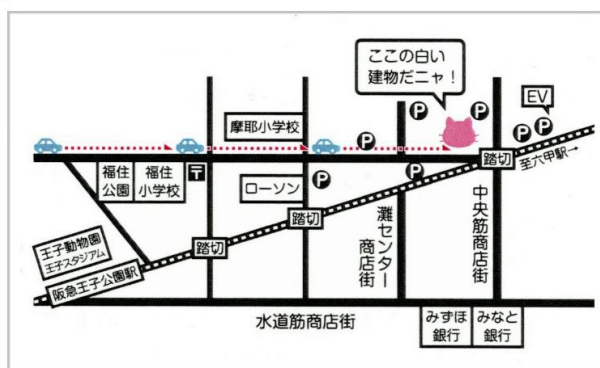 ここの白い
建物だニャ!
EV
P
P
P
P
摩耶小学校
P
踏切
至六甲駅→
福住
公園
福住
小学校
〒
ローソン
P
P
踏切
踏切
王子動物園
王子スタジアム
阪急王子公園駅
灘センター
商店街
中央筋商店街
水道筋商店街
みずほ
銀行
みなと
銀行